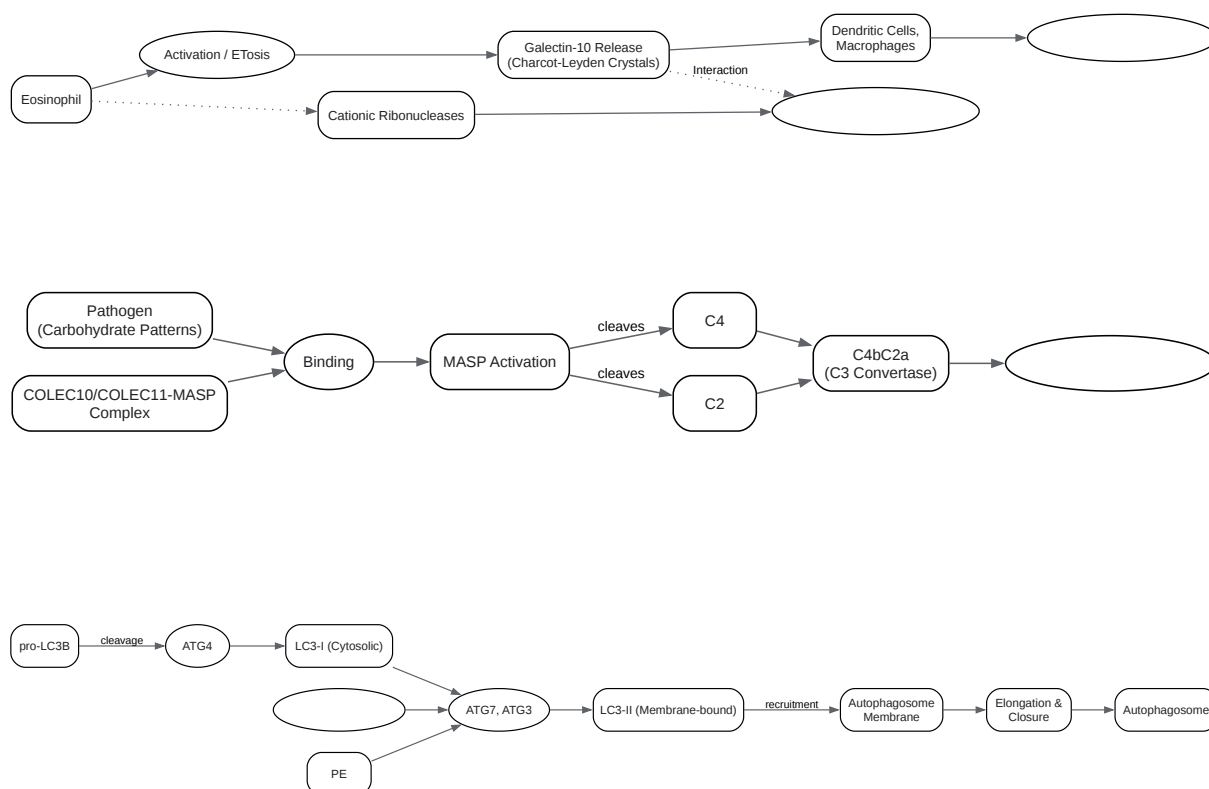 Eosinophil
Activation / ETosis
Galectin-10 Release
(Charcot-Leyden Crystals)
Dendritic Cells,
Macrophages
Interaction
Cationic Ribonucleases
Pathogen
(Carbohydrate Patterns)
COLEC10/COLEC11-MASP
Complex
Binding
MASP Activation
cleaves
cleaves
C4
C2
C4bC2a
(C3 Convertase)
pro-LC3B
cleavage
ATG4
LC3-I (Cytosolic)
PE
ATG7, ATG3
LC3-II (Membrane-bound)
recruitment
Autophagosome
Membrane
Elongation &
Closure
Autophagosome